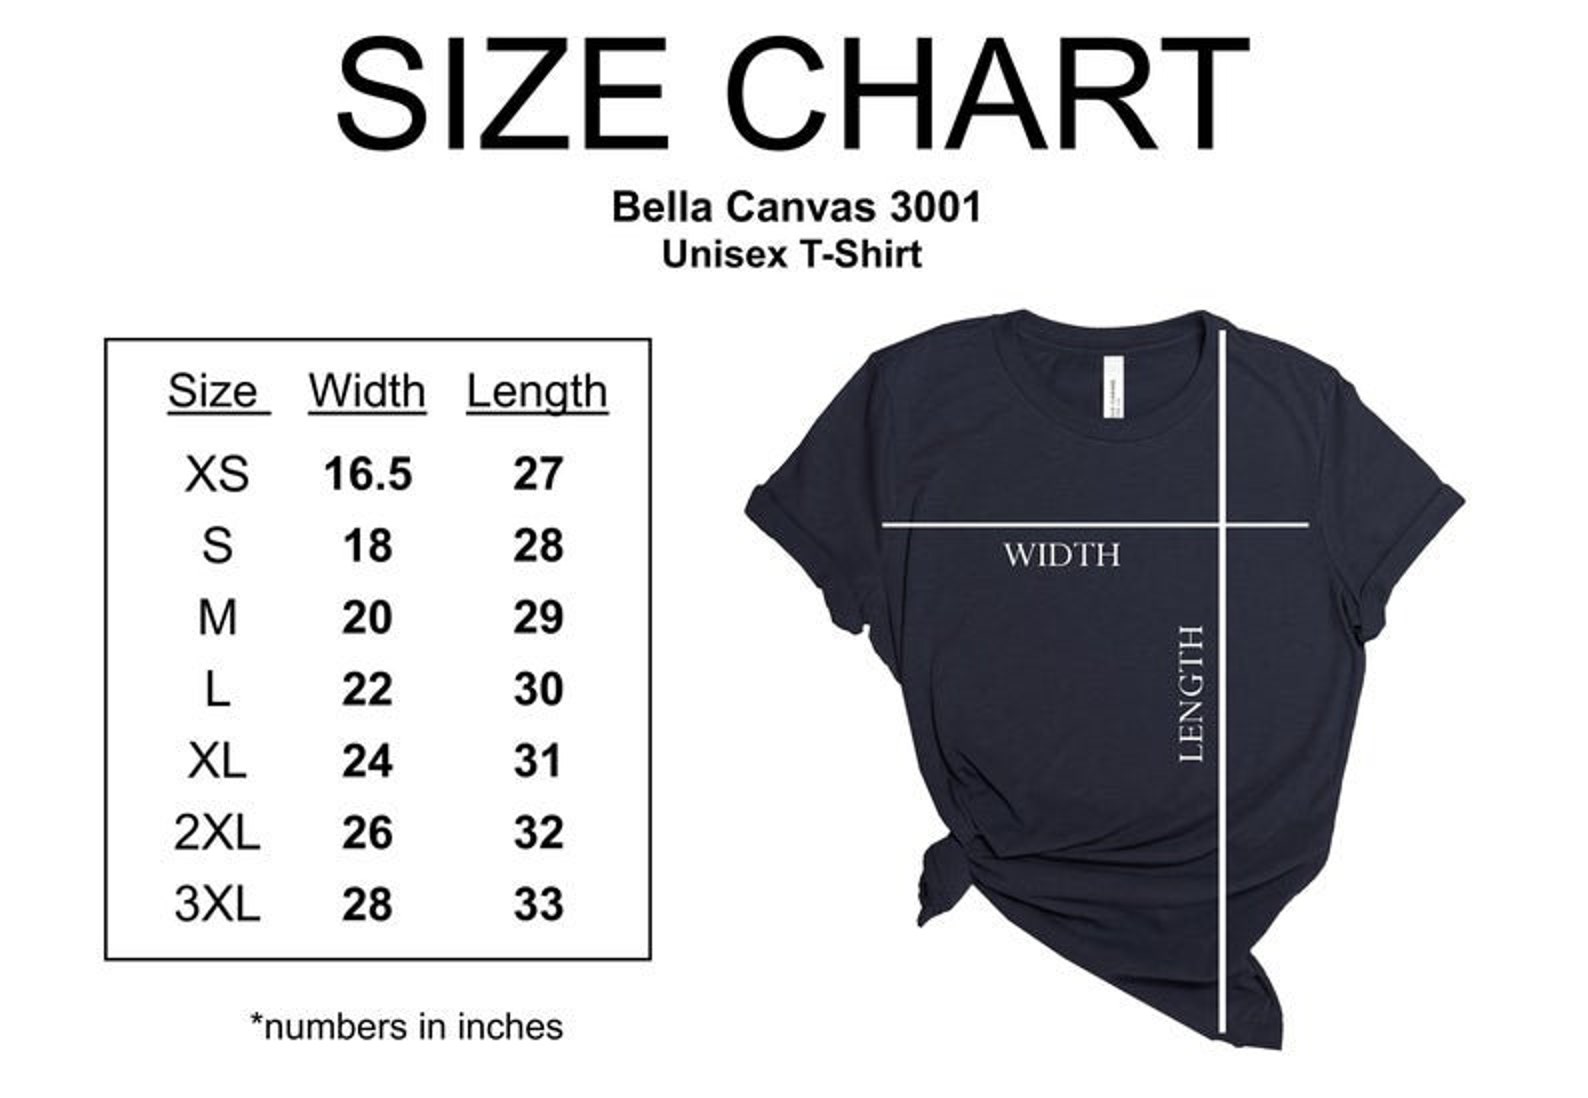 SIZE CHART
Bella Canvas 3001
Unisex T-Shirt
Size Width Length
XS 16.5 27
S 18 28
M 20 29
L 22 30
XL 24 31
2XL 26 32
3XL 28 33
*numbers in inches
WIDTH
LENGTH